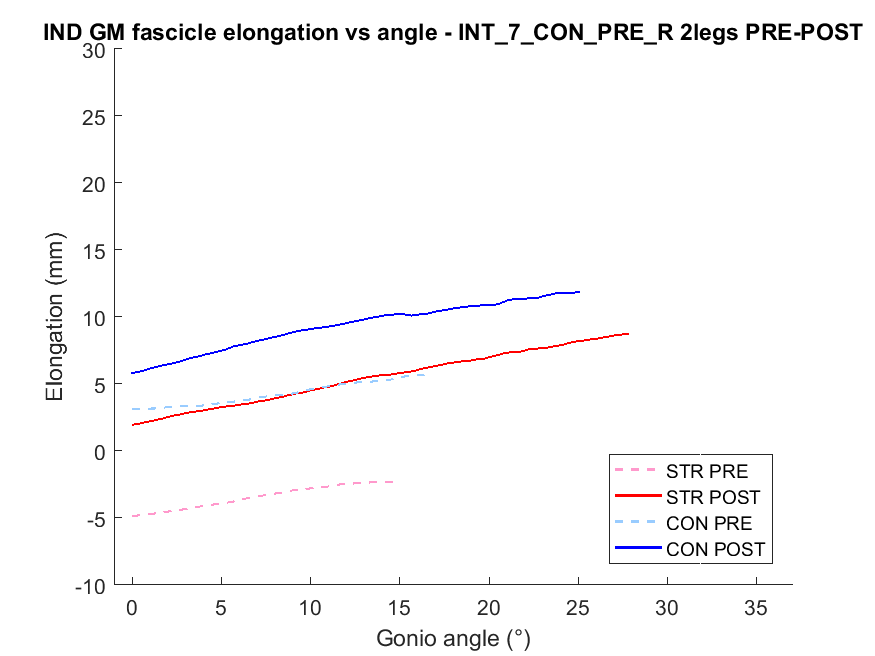 IND GM fascicle elongation vs angle - INT_7_CON_PRE_R 2legs PRE-POST
30
25
20
15
10
5
0
-5
-10
Elongation (mm)
0 5 10 15 20 25 30 35
Gonio angle (°)
STR PRE
STR POST
CON PRE
CON POST